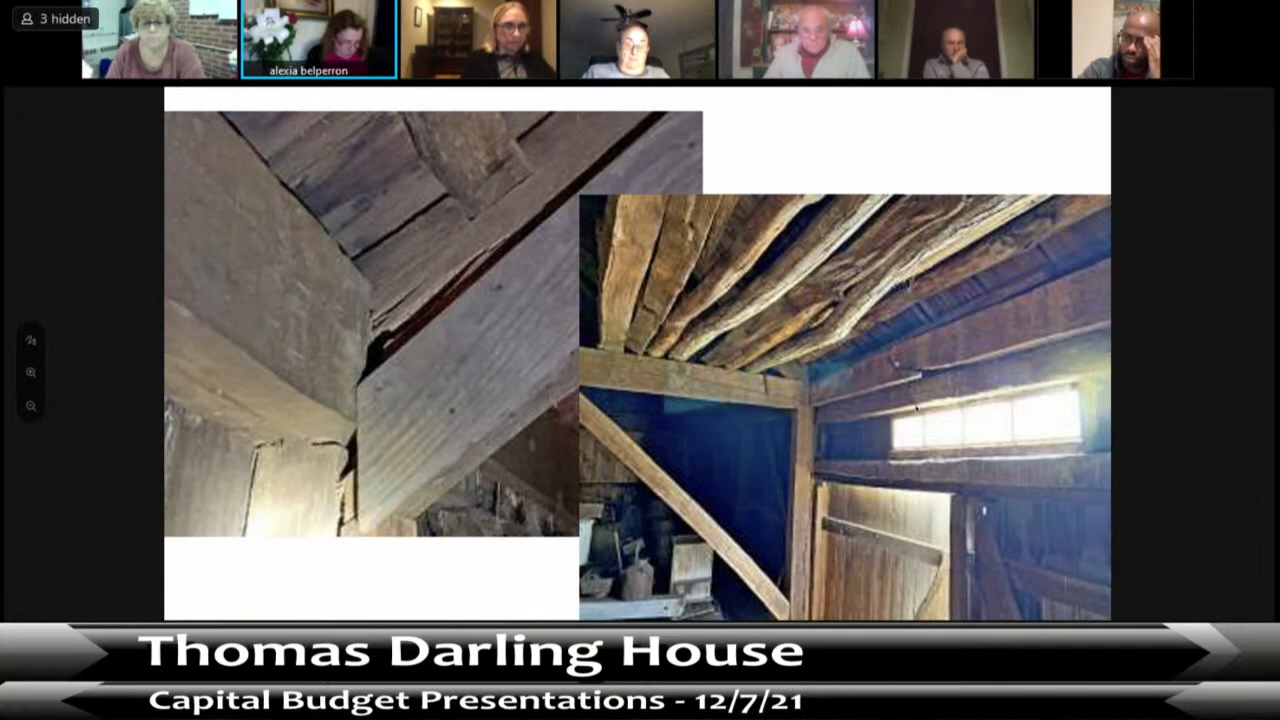 3 hidden
alexia belperron
Thomas Darling House
Capital Budget Presentations - 12/7/21